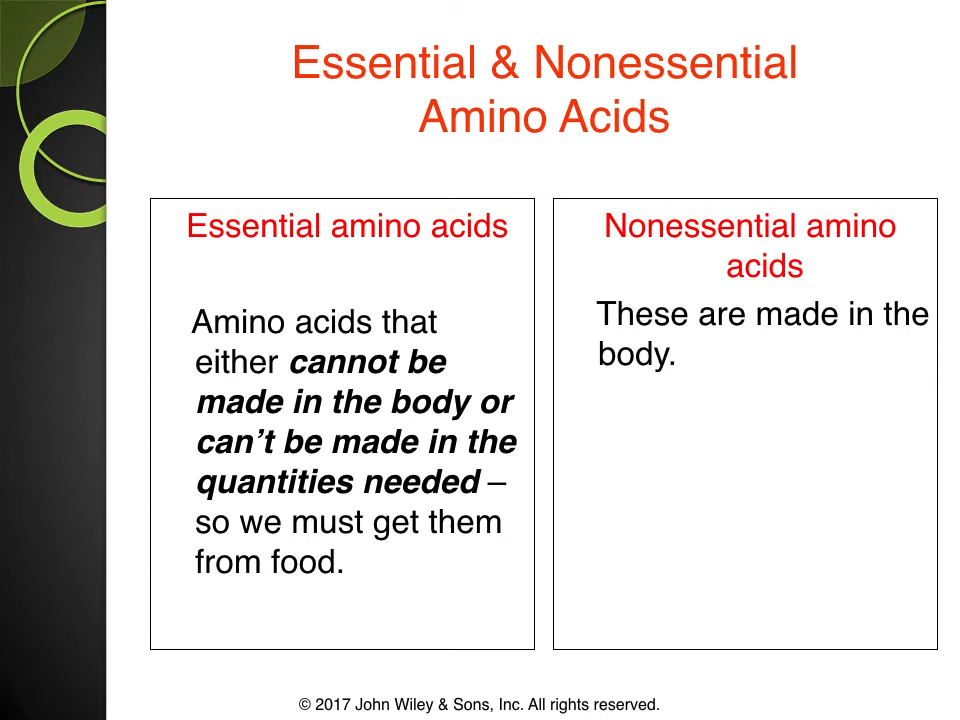 Essential & Nonessential
Amino Acids
Essential amino acids
Amino acids that
either cannot be
made in the body or
can’t be made in the
quantities needed –
so we must get them
from food.
Nonessential amino
acids
These are made in the
body.
© 2017 John Wiley & Sons, Inc. All rights reserved.